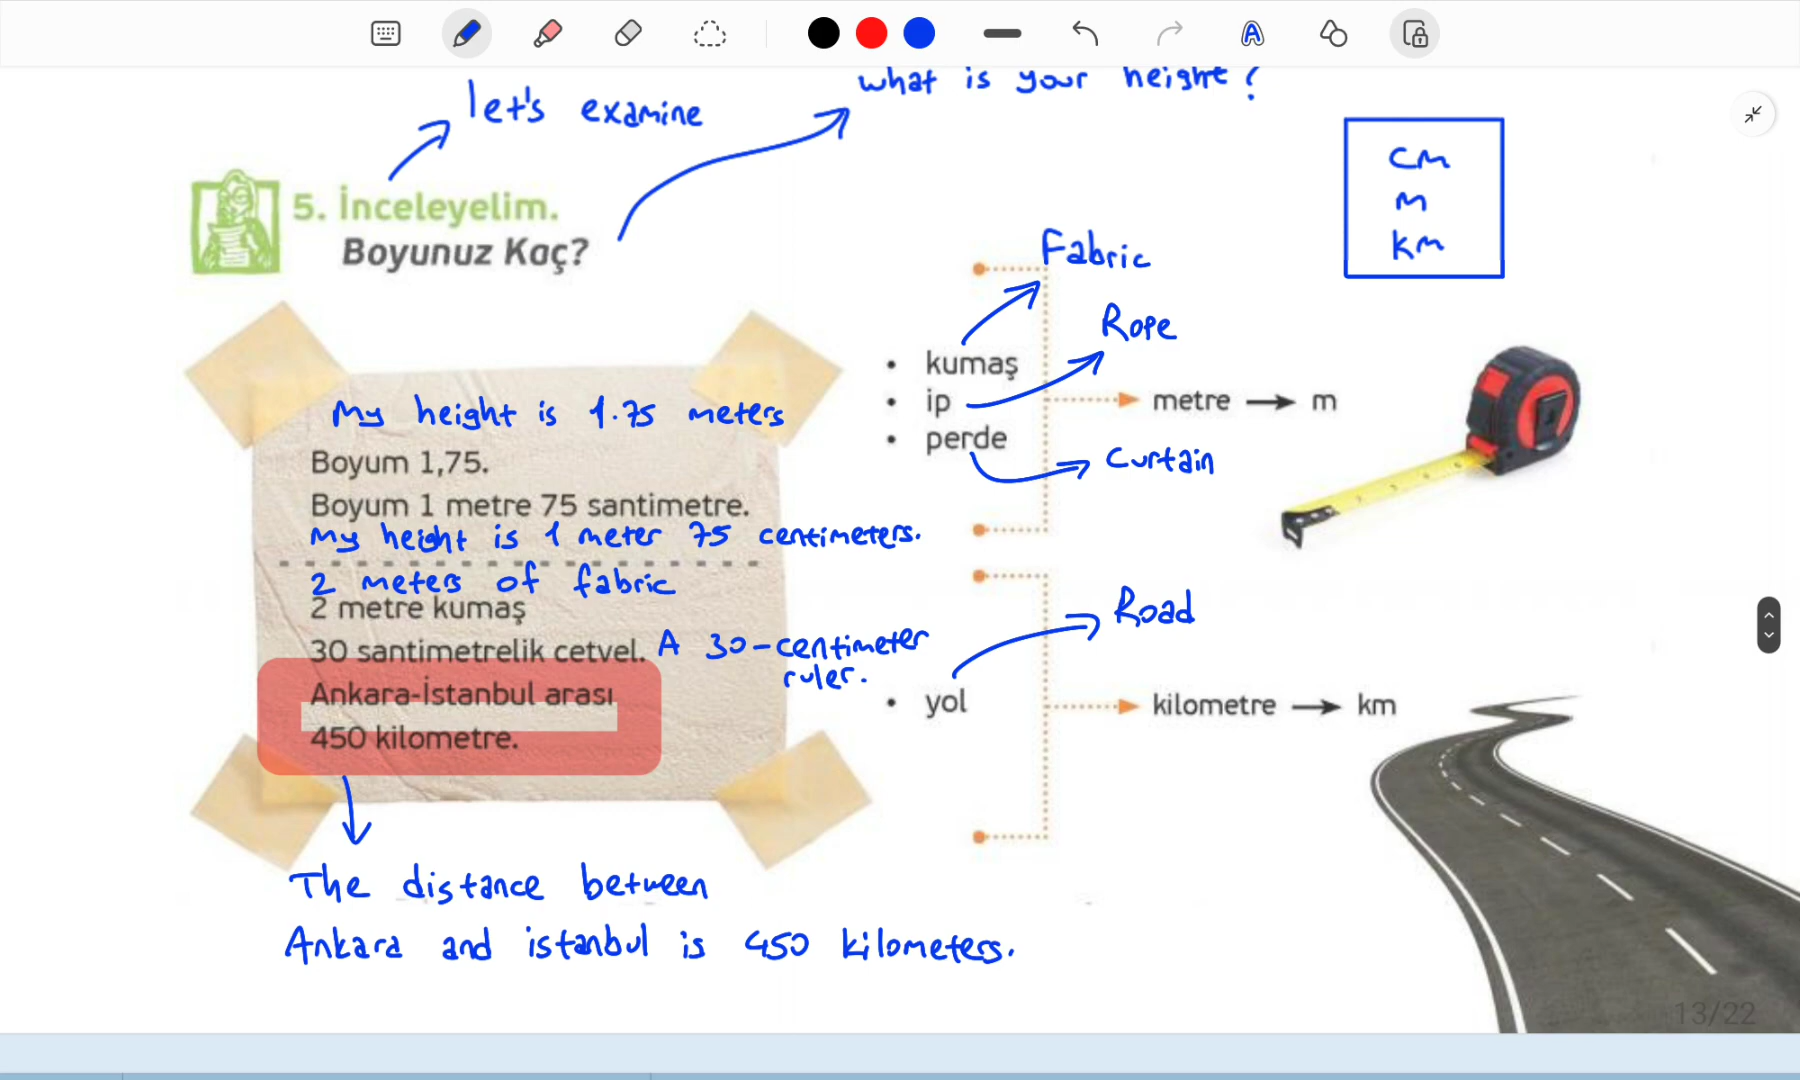 what is your height?
let's examine
cm
m
km
5. İnceleyelim.
Boyunuz Kaç?
Fabric
Rope
• kumaş
• ip
• perde
metre → m
Curtain
My height is 1.75 meters
Boyum 1,75.
Boyum 1 metre 75 santimetre.
My height is 1 meter 75 centimeters.
2 meters of fabric
2 metre kumaş
30 santimetrelik cetvel.
A 30-centimeter
ruler.
Ankara-İstanbul arası
450 kilometre.
Road
• yol
kilometre → km
The distance between
Ankara and istanbul is 450 kilometers.
13/22